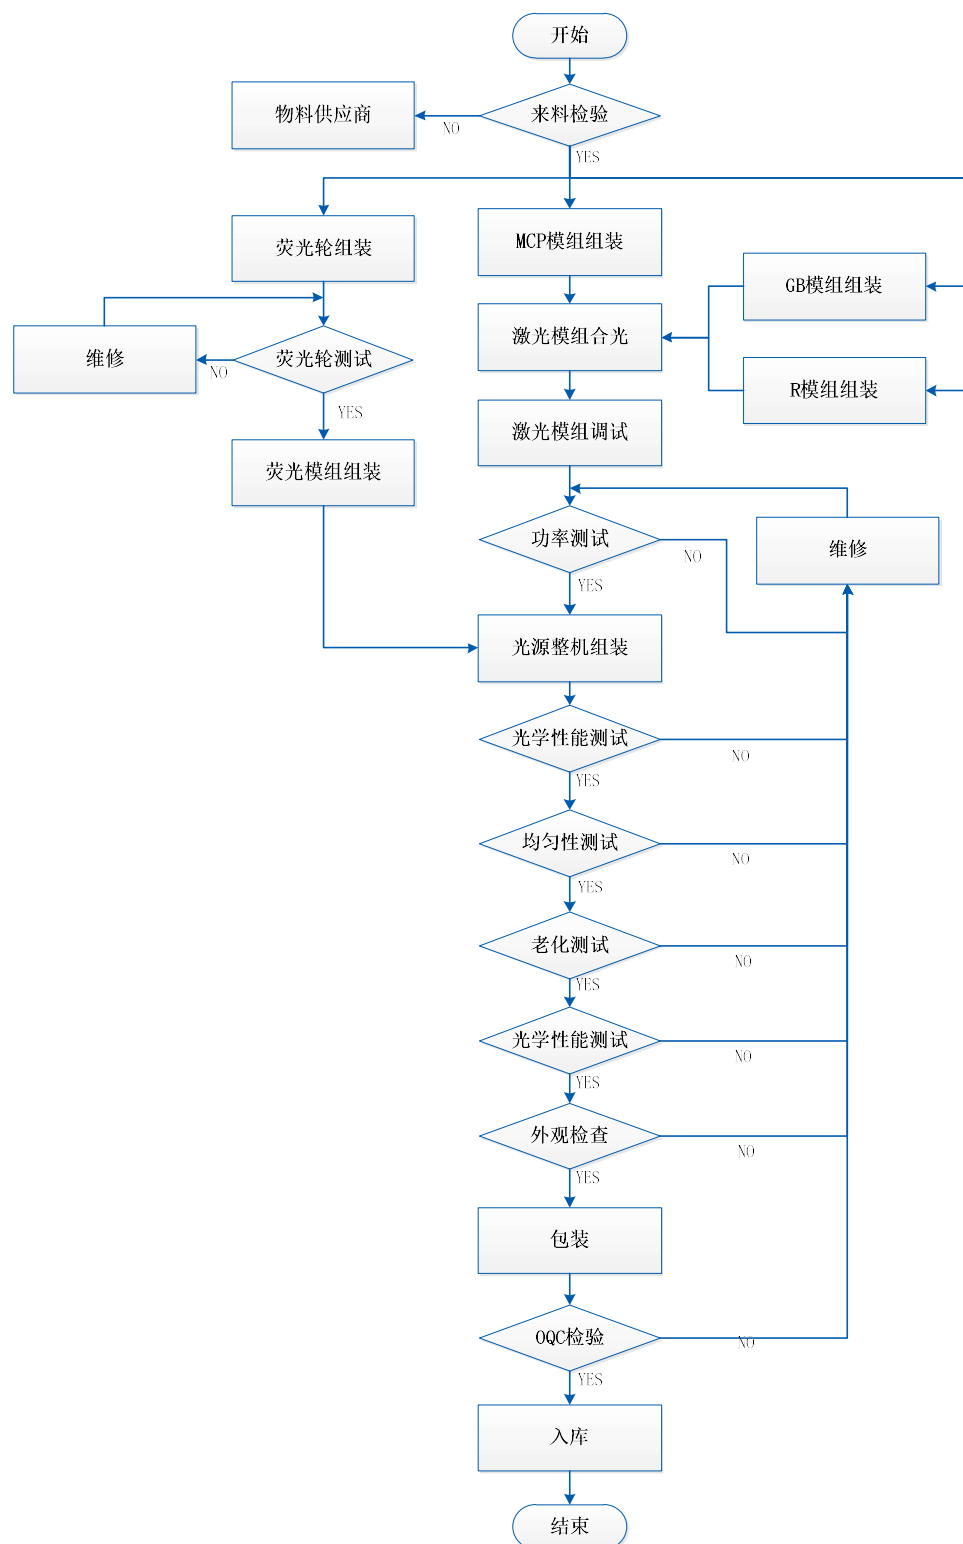 开始
物料供应商
来料检验
NO
YES
荧光轮组装
MCP模组组装
GB模组组装
激光模组合光
维修
荧光轮测试
NO
R模组组装
YES
激光模组调试
荧光模组组装
功率测试
NO
维修
YES
光源整机组装
光学性能测试
NO
YES
均匀性测试
NO
YES
老化测试
NO
YES
光学性能测试
NO
YES
外观检查
NO
YES
包装
OQC检验
NO
YES
入库
结束